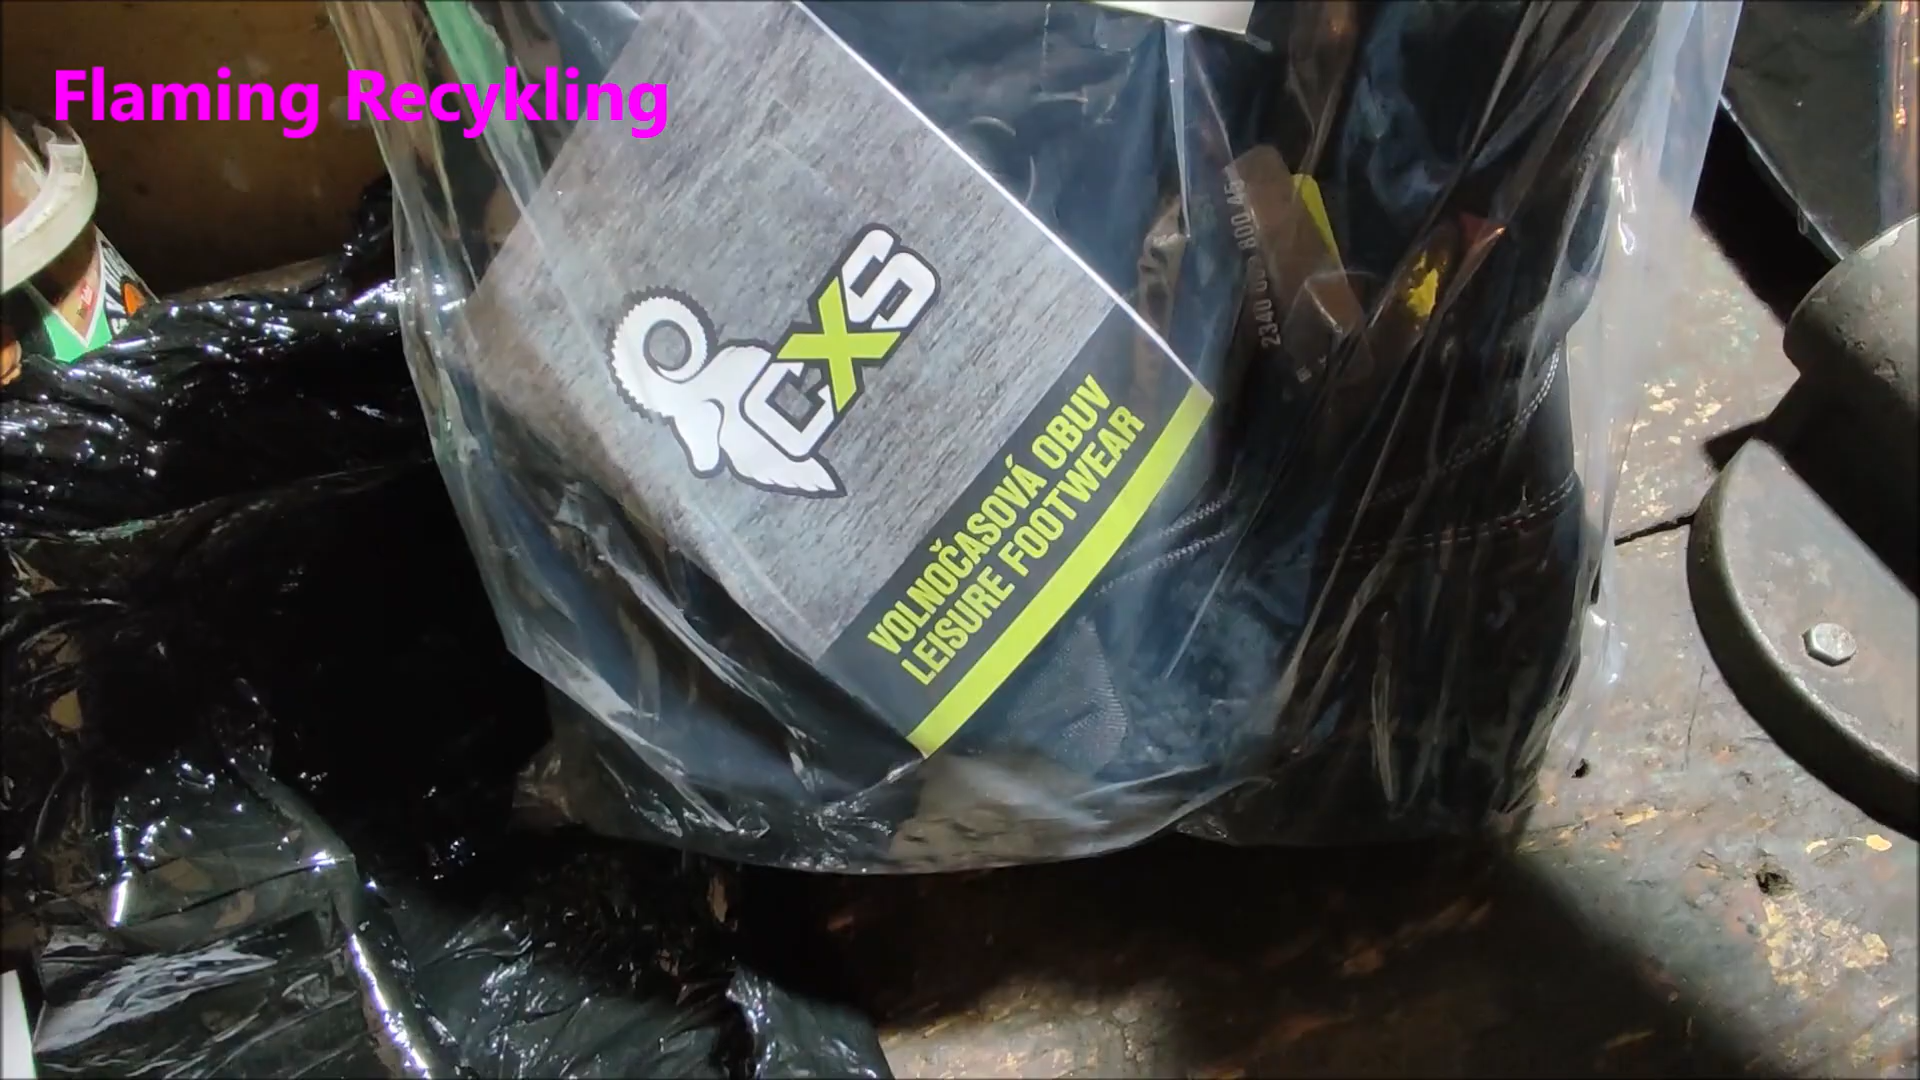 Flaming Recykling
CXS
VOLNOČASOVÁ OBUV
LEISURE FOOTWEAR